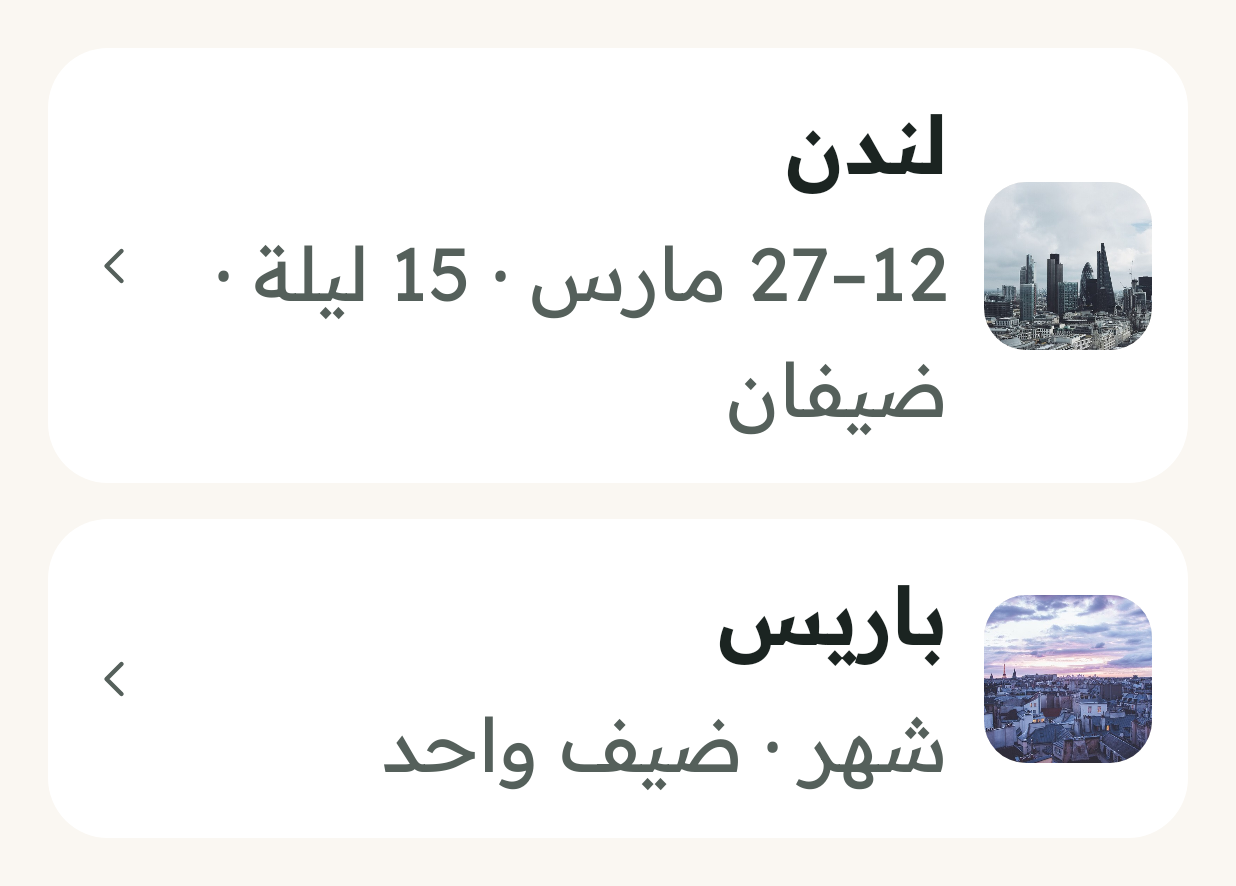 لندن
12–27 مارس · 15 ليلة ·
ضيفان
باريس
شهر · ضيف واحد